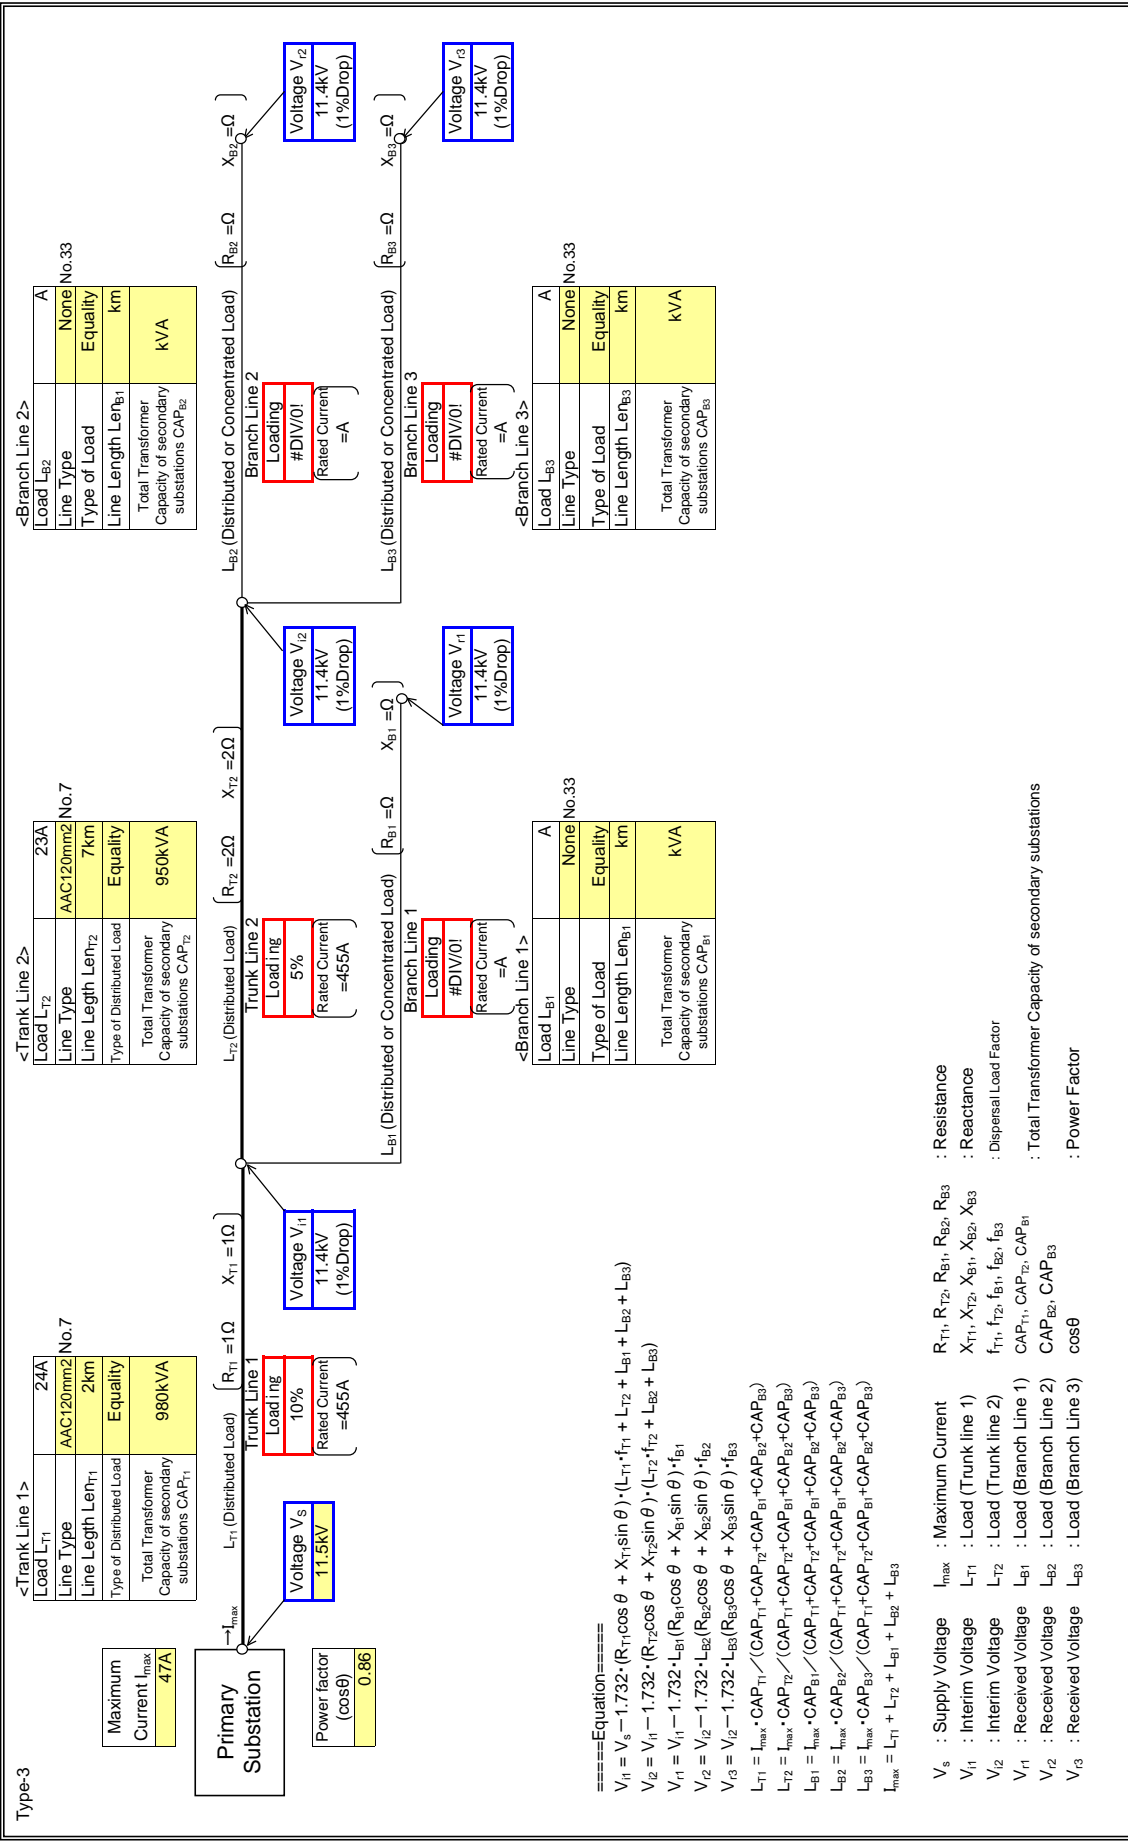 Type-3
Maximum
Current Imax
47A
Primary
Substation
Power factor
(cosθ)
0.86
→Imax
Voltage VS
11.5kV
<Trank Line 1>
Load LT1 24A
Line Type AAC120mm2 No.7
Line Legth LenT1 2km
Type of Distributed Load Equality
Total Transformer
Capacity of secondary
substations CAPT1
980kVA
LT1 (Distributed Load) RT1 =1Ω XT1 =1Ω
Trunk Line 1
Loading
10%
Rated Current
=455A
Voltage Vi1
11.4kV
(1%Drop)
<Trank Line 2>
Load LT2 23A
Line Type AAC120mm2 No.7
Line Legth LenT2 7km
Type of Distributed Load Equality
Total Transformer
Capacity of secondary
substations CAPT2
950kVA
LT2 (Distributed Load) RT2 =2Ω XT2 =2Ω
Trunk Line 2
Loading
5%
Rated Current
=455A
Voltage Vi2
11.4kV
(1%Drop)
LB1 (Distributed or Concentrated Load) RB1 =Ω XB1 =Ω
Branch Line 1
Loading
#DIV/0!
Rated Current
=A
Voltage Vr1
11.4kV
(1%Drop)
<Branch Line 1>
Load LB1 A
Line Type None No.33
Type of Load Equality
Line Length LenB1 km
Total Transformer
Capacity of secondary
substations CAPB1
kVA
<Branch Line 2>
Load LB2 A
Line Type None No.33
Type of Load Equality
Line Length LenB1 km
Total Transformer
Capacity of secondary
substations CAPB2
kVA
LB2 (Distributed or Concentrated Load) RB2 =Ω XB2 =Ω
Branch Line 2
Loading
#DIV/0!
Rated Current
=A
Voltage Vr2
11.4kV
(1%Drop)
LB3 (Distributed or Concentrated Load) RB3 =Ω XB3 =Ω
Branch Line 3
Loading
#DIV/0!
Rated Current
=A
Voltage Vr3
11.4kV
(1%Drop)
<Branch Line 3>
Load LB3 A
Line Type None No.33
Type of Load Equality
Line Length LenB3 km
Total Transformer
Capacity of secondary
substations CAPB3
kVA
=====Equation=====
Vi1 = Vs－1.732･(RT1cos θ + XT1sin θ)･(LT1･fT1 + LT2 + LB1 + LB2 + LB3)
Vi2 = Vi1－1.732･(RT2cos θ + XT2sin θ)･(LT2･fT2 + LB2 + LB3)
Vr1 = Vi1－1.732･LB1(RB1cos θ + XB1sin θ)･fB1
Vr2 = Vi2－1.732･LB2(RB2cos θ + XB2sin θ)･fB2
Vr3 = Vi2－1.732･LB3(RB3cos θ + XB3sin θ)･fB3
LT1 = Imax･CAPT1／(CAPT1+CAPT2+CAPB1+CAPB2+CAPB3)
LT2 = Imax･CAPT2／(CAPT1+CAPT2+CAPB1+CAPB2+CAPB3)
LB1 = Imax･CAPB1／(CAPT1+CAPT2+CAPB1+CAPB2+CAPB3)
LB2 = Imax･CAPB2／(CAPT1+CAPT2+CAPB1+CAPB2+CAPB3)
LB3 = Imax･CAPB3／(CAPT1+CAPT2+CAPB1+CAPB2+CAPB3)
Imax = LT1 + LT2 + LB1 + LB2 + LB3
Vs : Supply Voltage Imax : Maximum Current RT1, RT2, RB1, RB2, RB3 : Resistance
Vi1 : Interim Voltage LT1 : Load (Trunk line 1) XT1, XT2, XB1, XB2, XB3 : Reactance
Vi2 : Interim Voltage LT2 : Load (Trunk line 2) fT1, fT2, fB1, fB2, fB3 : Dispersal Load Factor
Vr1 : Received Voltage LB1 : Load (Branch Line 1) CAPT1, CAPT2, CAPB1
Vr2 : Received Voltage LB2 : Load (Branch Line 2) CAPB2, CAPB3 : Total Transformer Capacity of secondary substations
Vr3 : Received Voltage LB3 : Load (Branch Line 3) cosθ : Power Factor